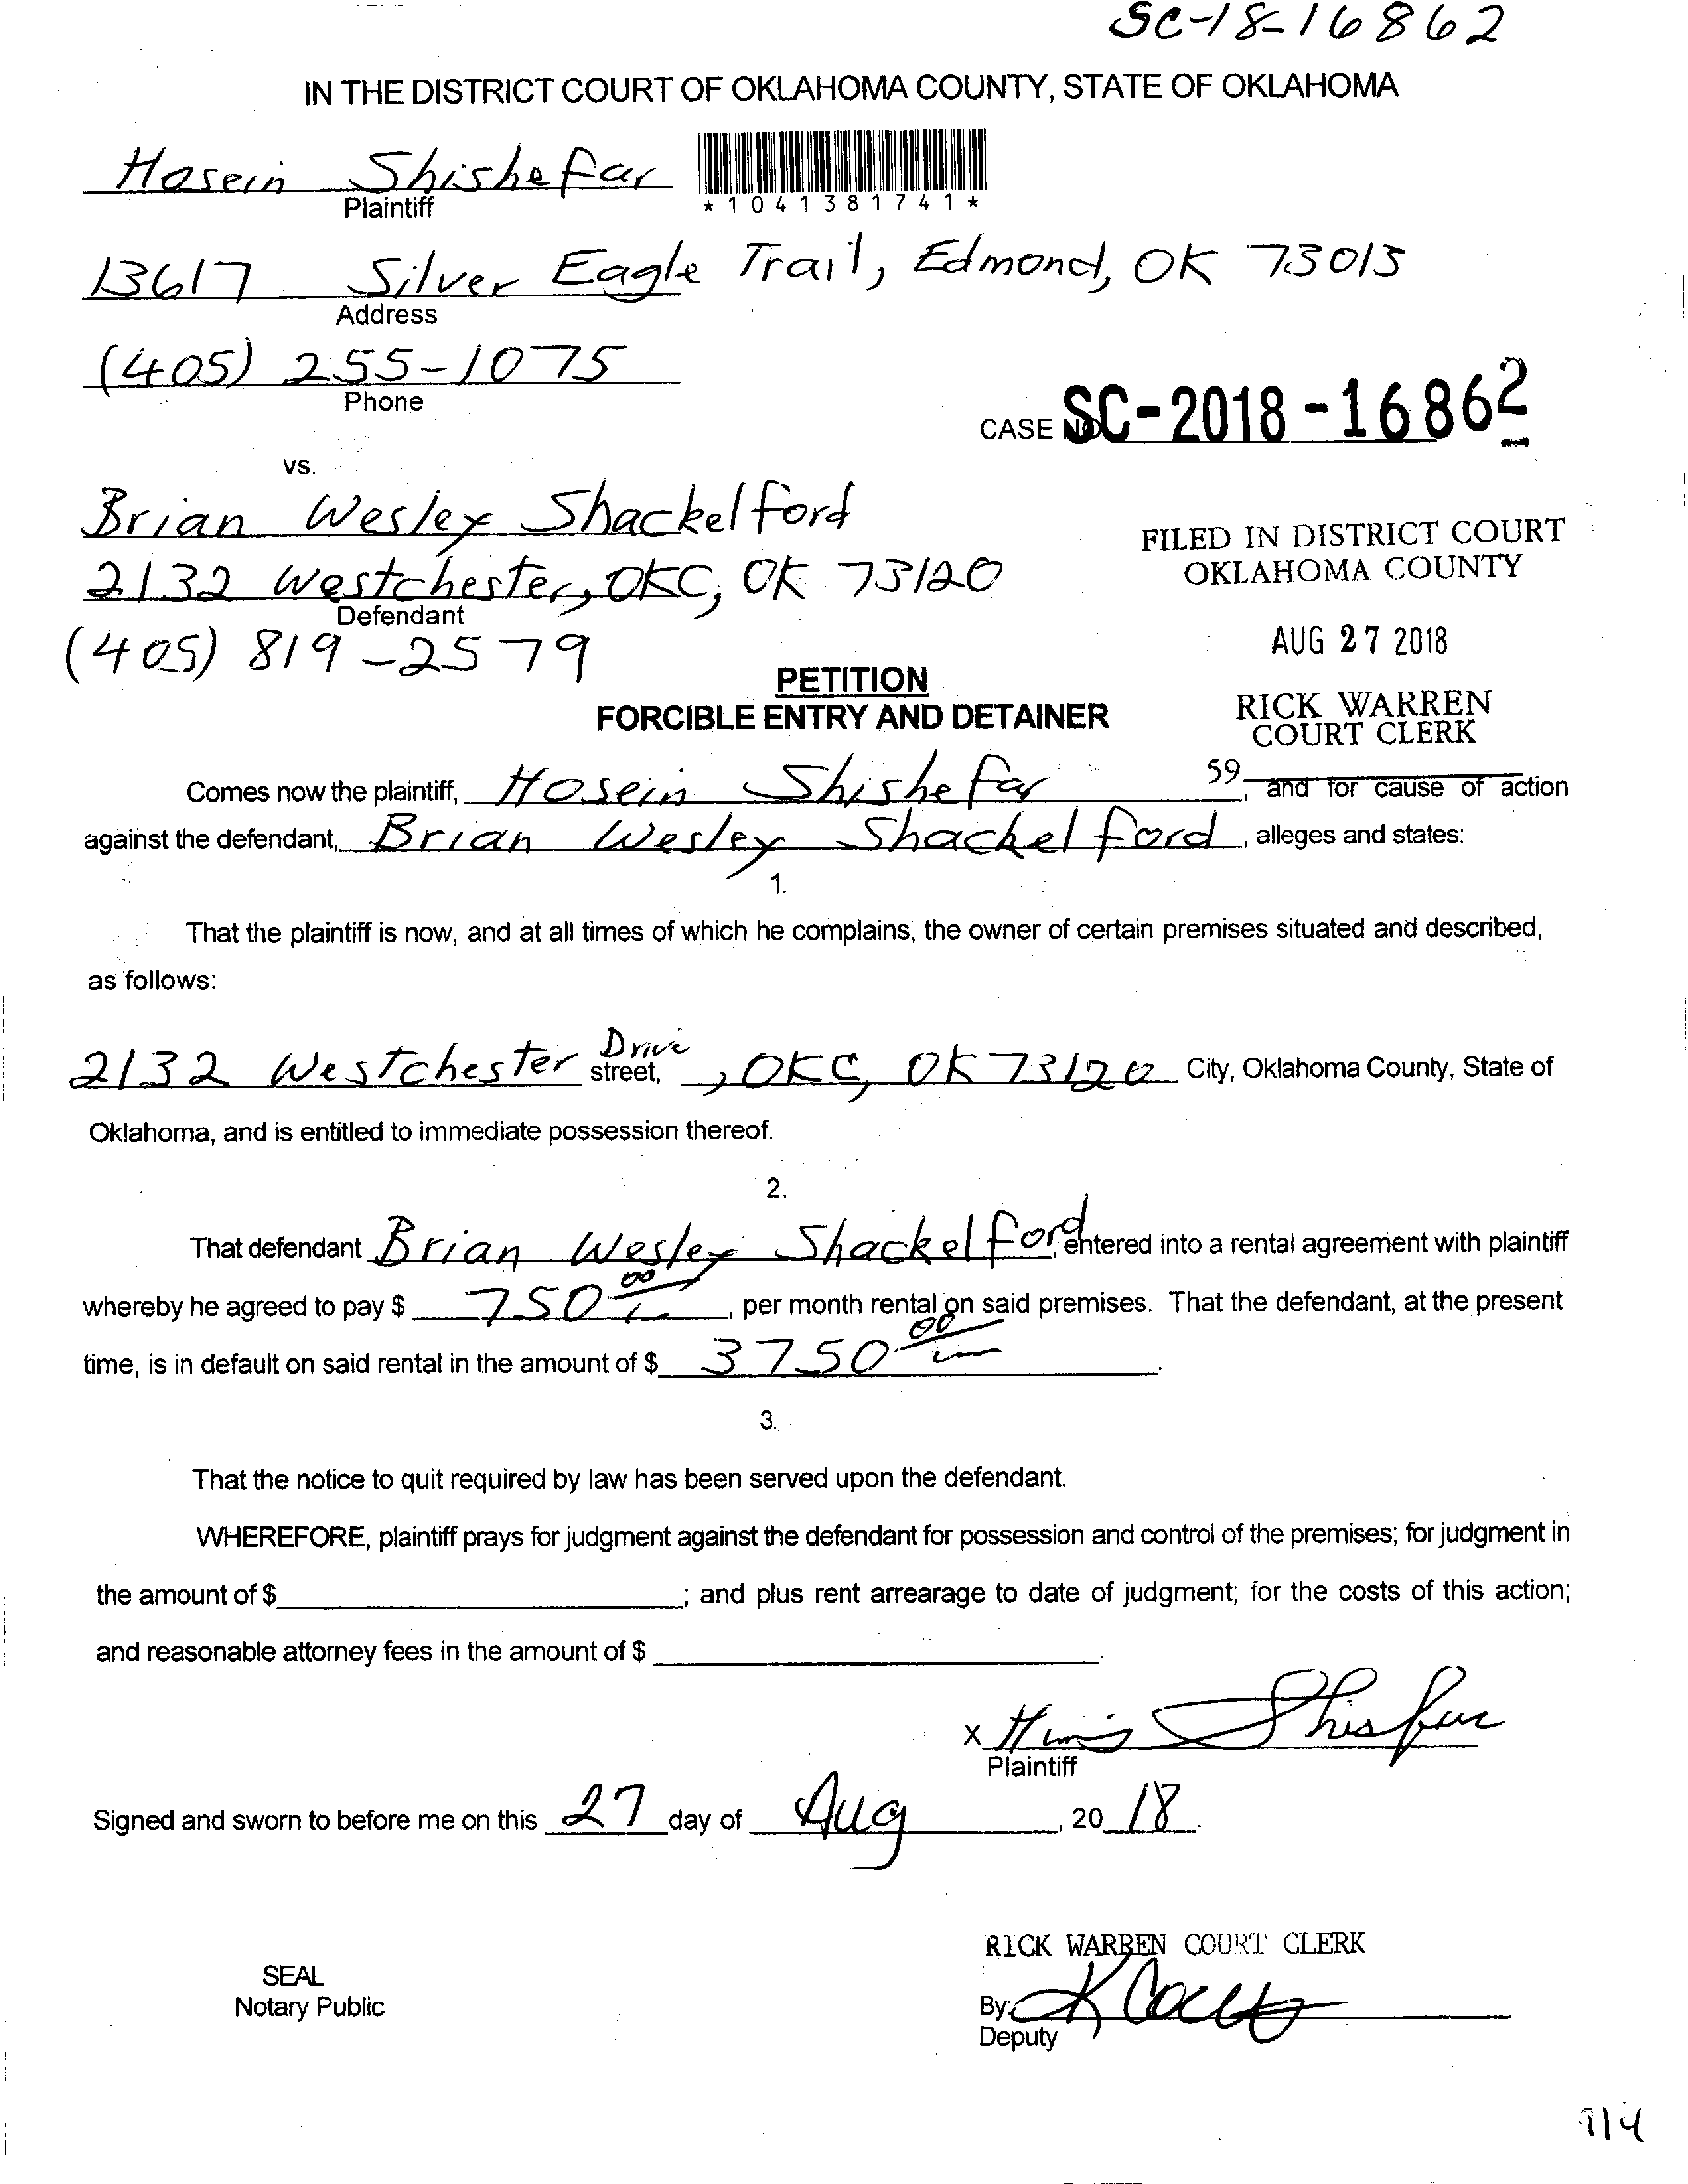 SC-18-16862
IN THE DISTRICT COURT OF OKLAHOMA COUNTY, STATE OF OKLAHOMA
Hosein Shishefar
Plaintiff
*1041381741*
13617 Silver Eagle Trail, Edmond, OK 73013
Address
(405) 255-1075
Phone
CASE NO SC-2018-16862
vs.
Brian Wesley Shackelford
2132 Westchester, OKC, OK 73120
Defendant
(405) 819-2579
FILED IN DISTRICT COURT
OKLAHOMA COUNTY
AUG 27 2018
RICK WARREN
COURT CLERK
59
PETITION
FORCIBLE ENTRY AND DETAINER
Comes now the plaintiff, Hosein Shishefar, and for cause of action
against the defendant, Brian Wesley Shackelford, alleges and states:
1.
That the plaintiff is now, and at all times of which he complains, the owner of certain premises situated and described,
as follows:
2132 Westchester Drive street, , OKC, OK 73120 City, Oklahoma County, State of
Oklahoma, and is entitled to immediate possession thereof.
2.
That defendant Brian Wesley Shackelford, entered into a rental agreement with plaintiff
whereby he agreed to pay $ 750 00, per month rental on said premises. That the defendant, at the present
time, is in default on said rental in the amount of $ 3750 00.
3.
That the notice to quit required by law has been served upon the defendant.
WHEREFORE, plaintiff prays for judgment against the defendant for possession and control of the premises; for judgment in
the amount of $ ; and plus rent arrearage to date of judgment; for the costs of this action;
and reasonable attorney fees in the amount of $ .
x
Plaintiff
Signed and sworn to before me on this 27 day of Aug, 20 18.
RICK WARREN COURT CLERK
SEAL
Notary Public
By:
Deputy
914